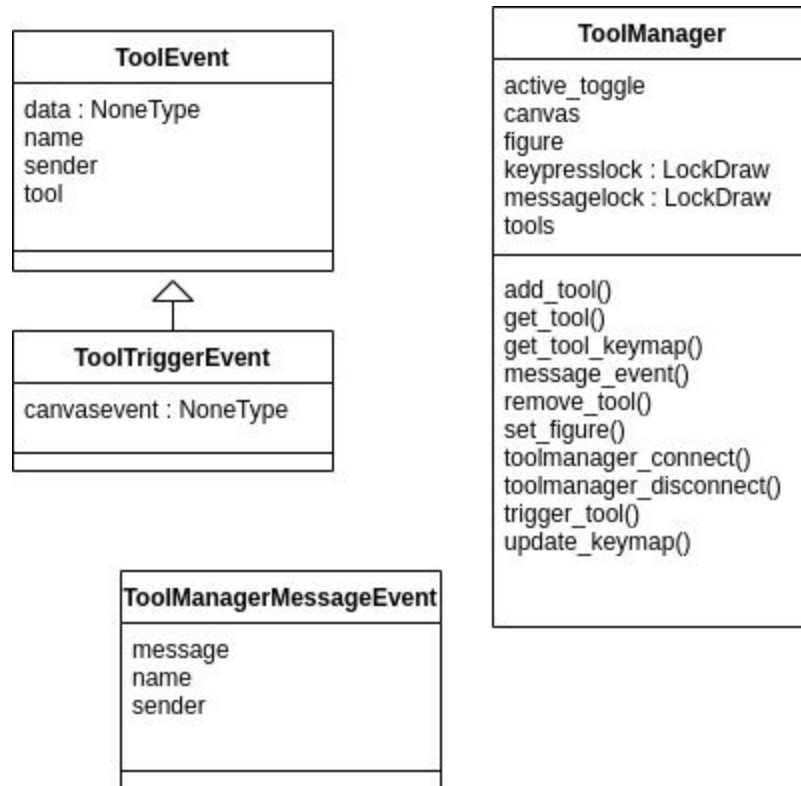 ToolEvent
data : NoneType
name
sender
tool
ToolTriggerEvent
canvasevent : NoneType
ToolManagerMessageEvent
message
name
sender
ToolManager
active_toggle
canvas
figure
keypresslock : LockDraw
messagelock : LockDraw
tools
add_tool()
get_tool()
get_tool_keymap()
message_event()
remove_tool()
set_figure()
toolmanager_connect()
toolmanager_disconnect()
trigger_tool()
update_keymap()